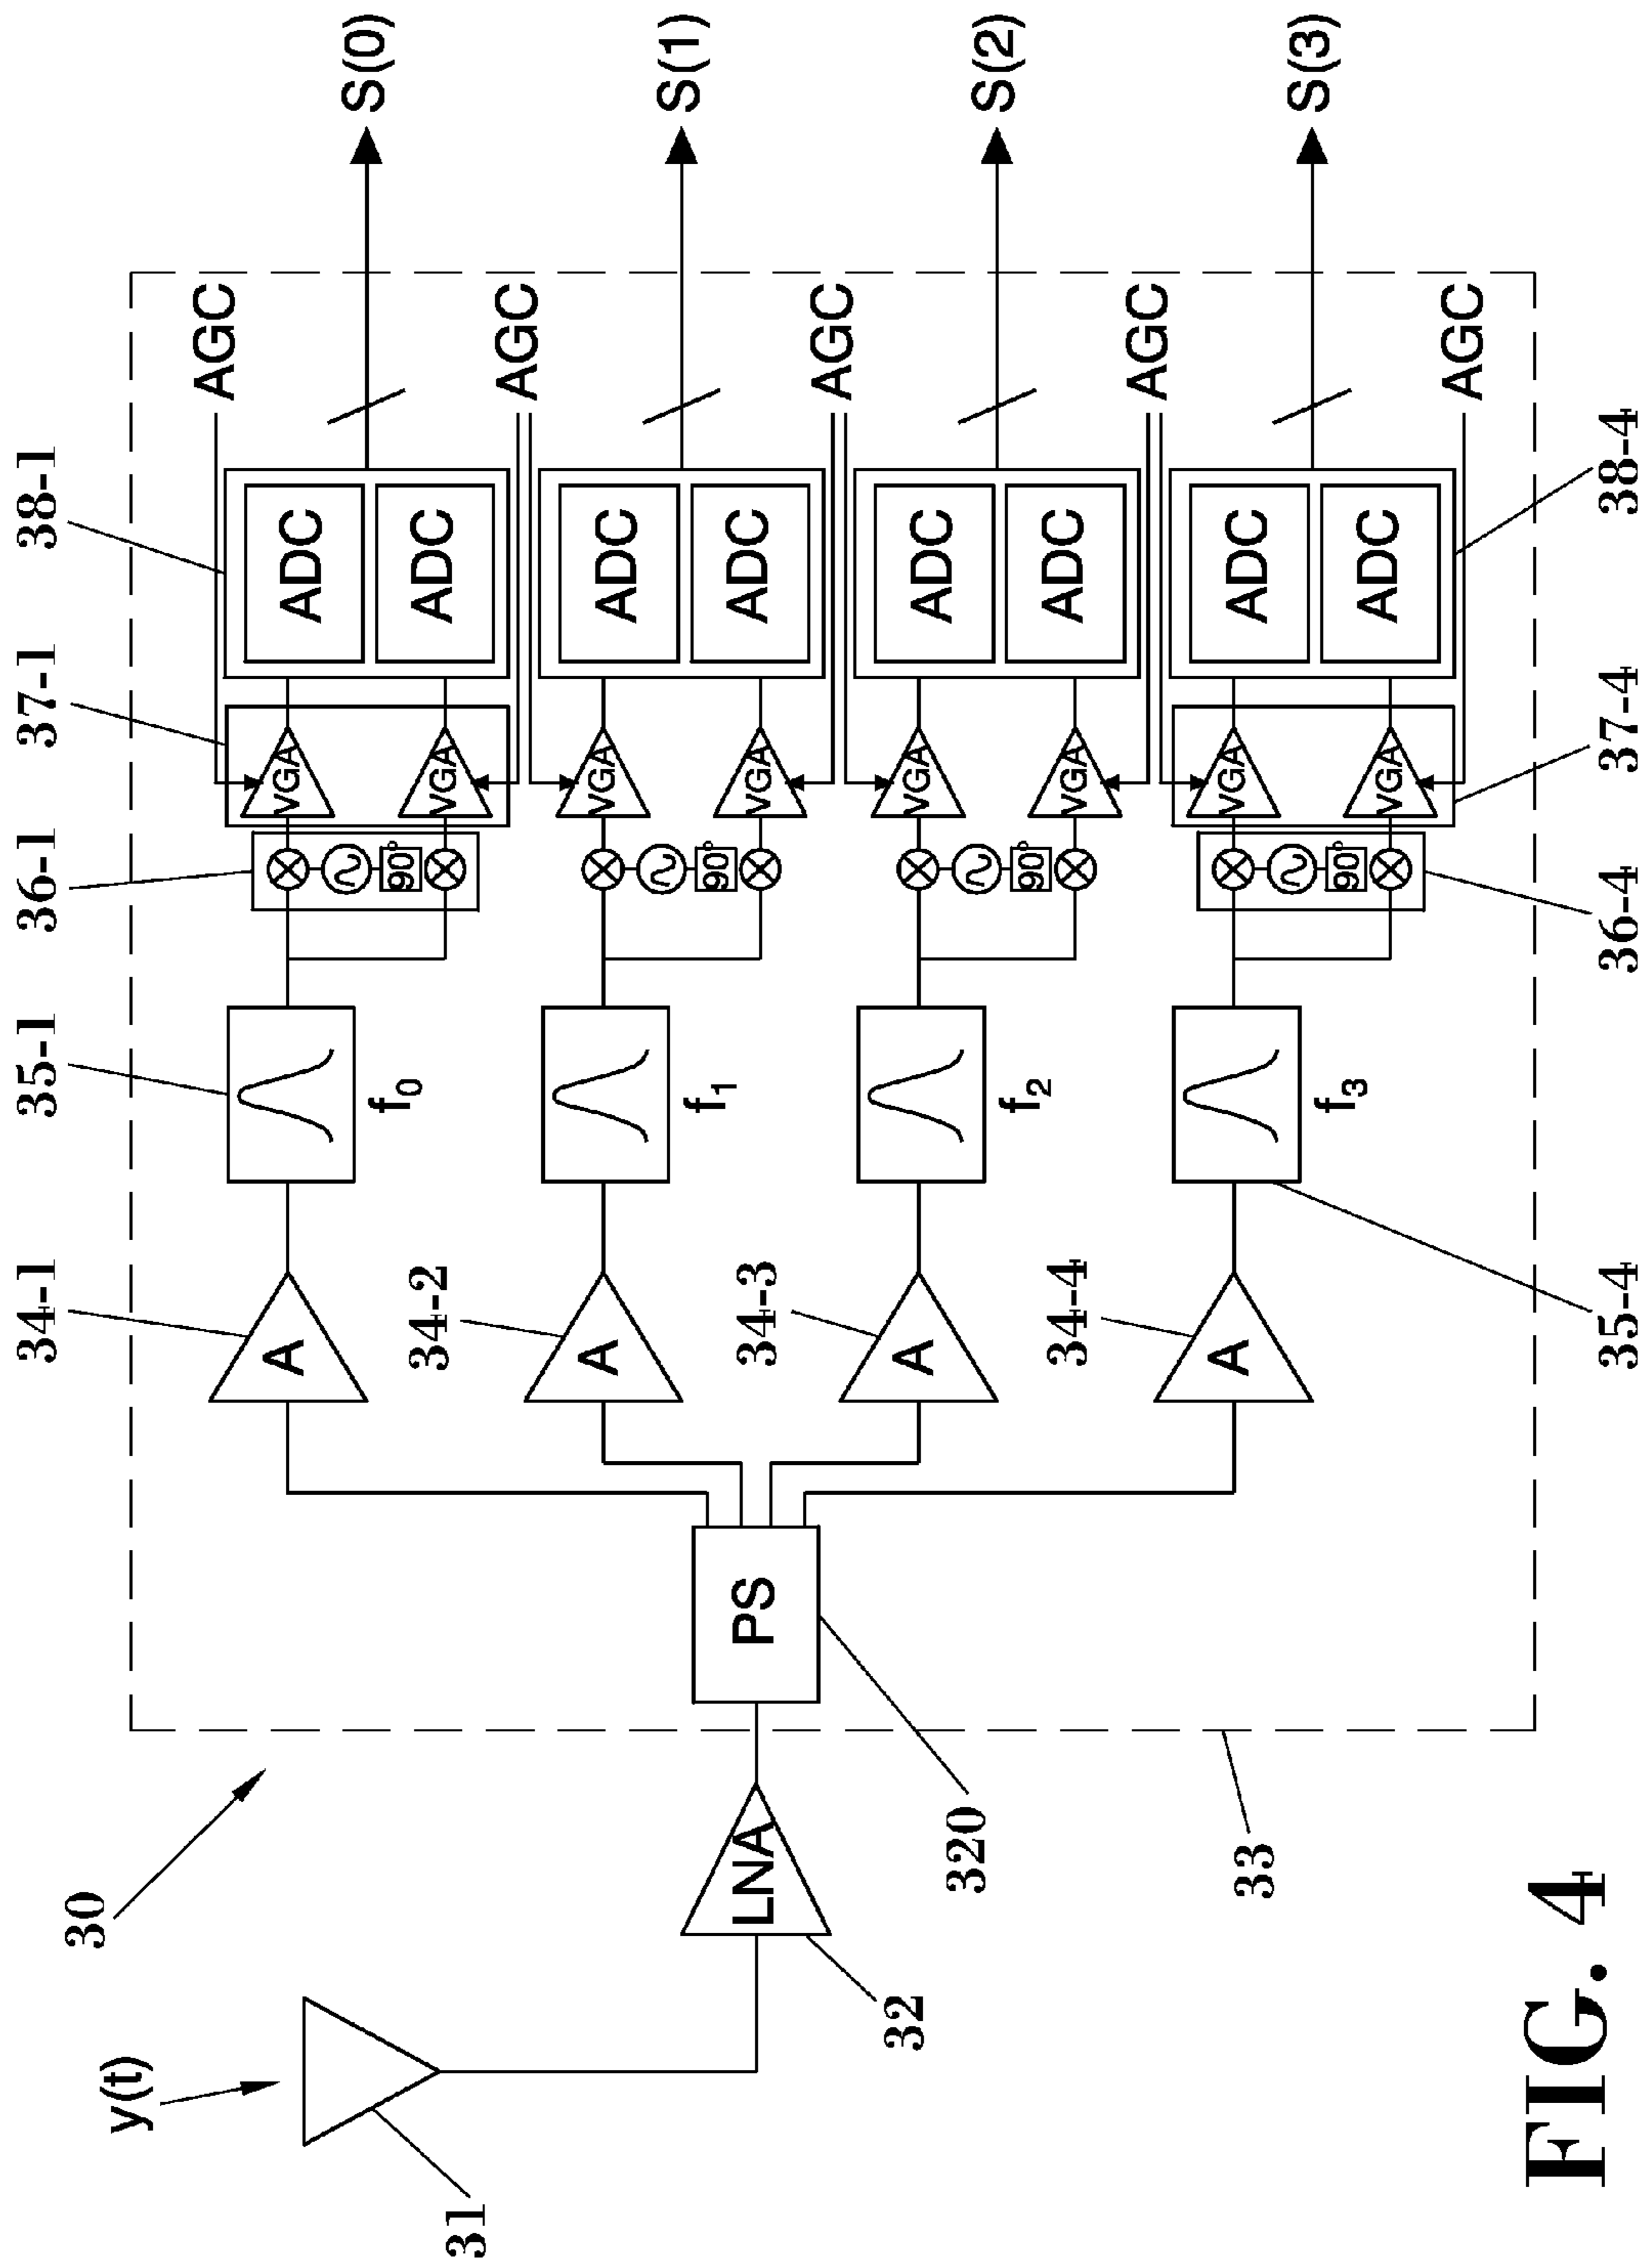 y(t)
31
30
LNA
32
PS
320
33
34-1
A
34-2
A
34-3
A
34-4
A
35-1
f0
f1
f2
f3
35-4
36-1
90°
90°
90°
90°
36-4
37-1
VGA
VGA
VGA
VGA
VGA
VGA
VGA
VGA
37-4
38-1
ADC
ADC
ADC
ADC
ADC
ADC
ADC
ADC
38-4
AGC
AGC
AGC
AGC
AGC
S(0)
S(1)
S(2)
S(3)
FIG. 4